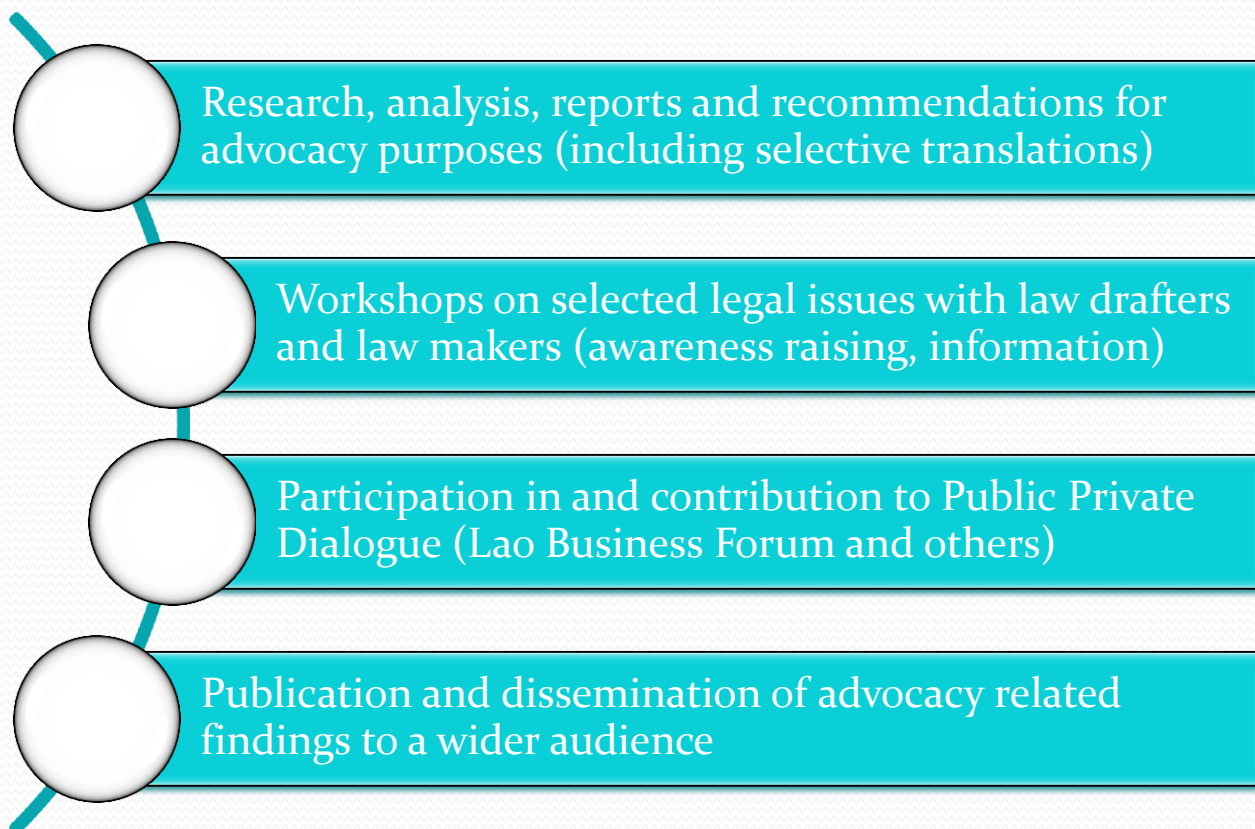 Research, analysis, reports and recommendations for
advocacy purposes (including selective translations)
Workshops on selected legal issues with law drafters
and law makers (awareness raising, information)
Participation in and contribution to Public Private
Dialogue (Lao Business Forum and others)
Publication and dissemination of advocacy related
findings to a wider audience